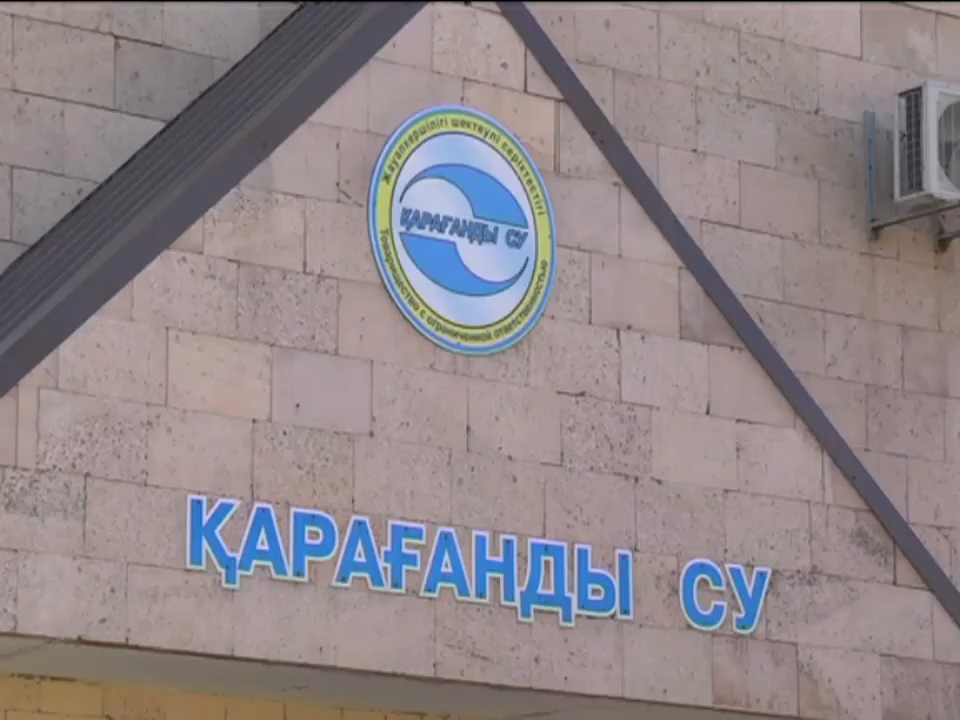 Жауапкершілігі шектеулі серіктестігі
ҚАРАҒАНДЫ СУ
Товарищество с ограниченной ответственностью
ҚАРАҒАНДЫ СУ